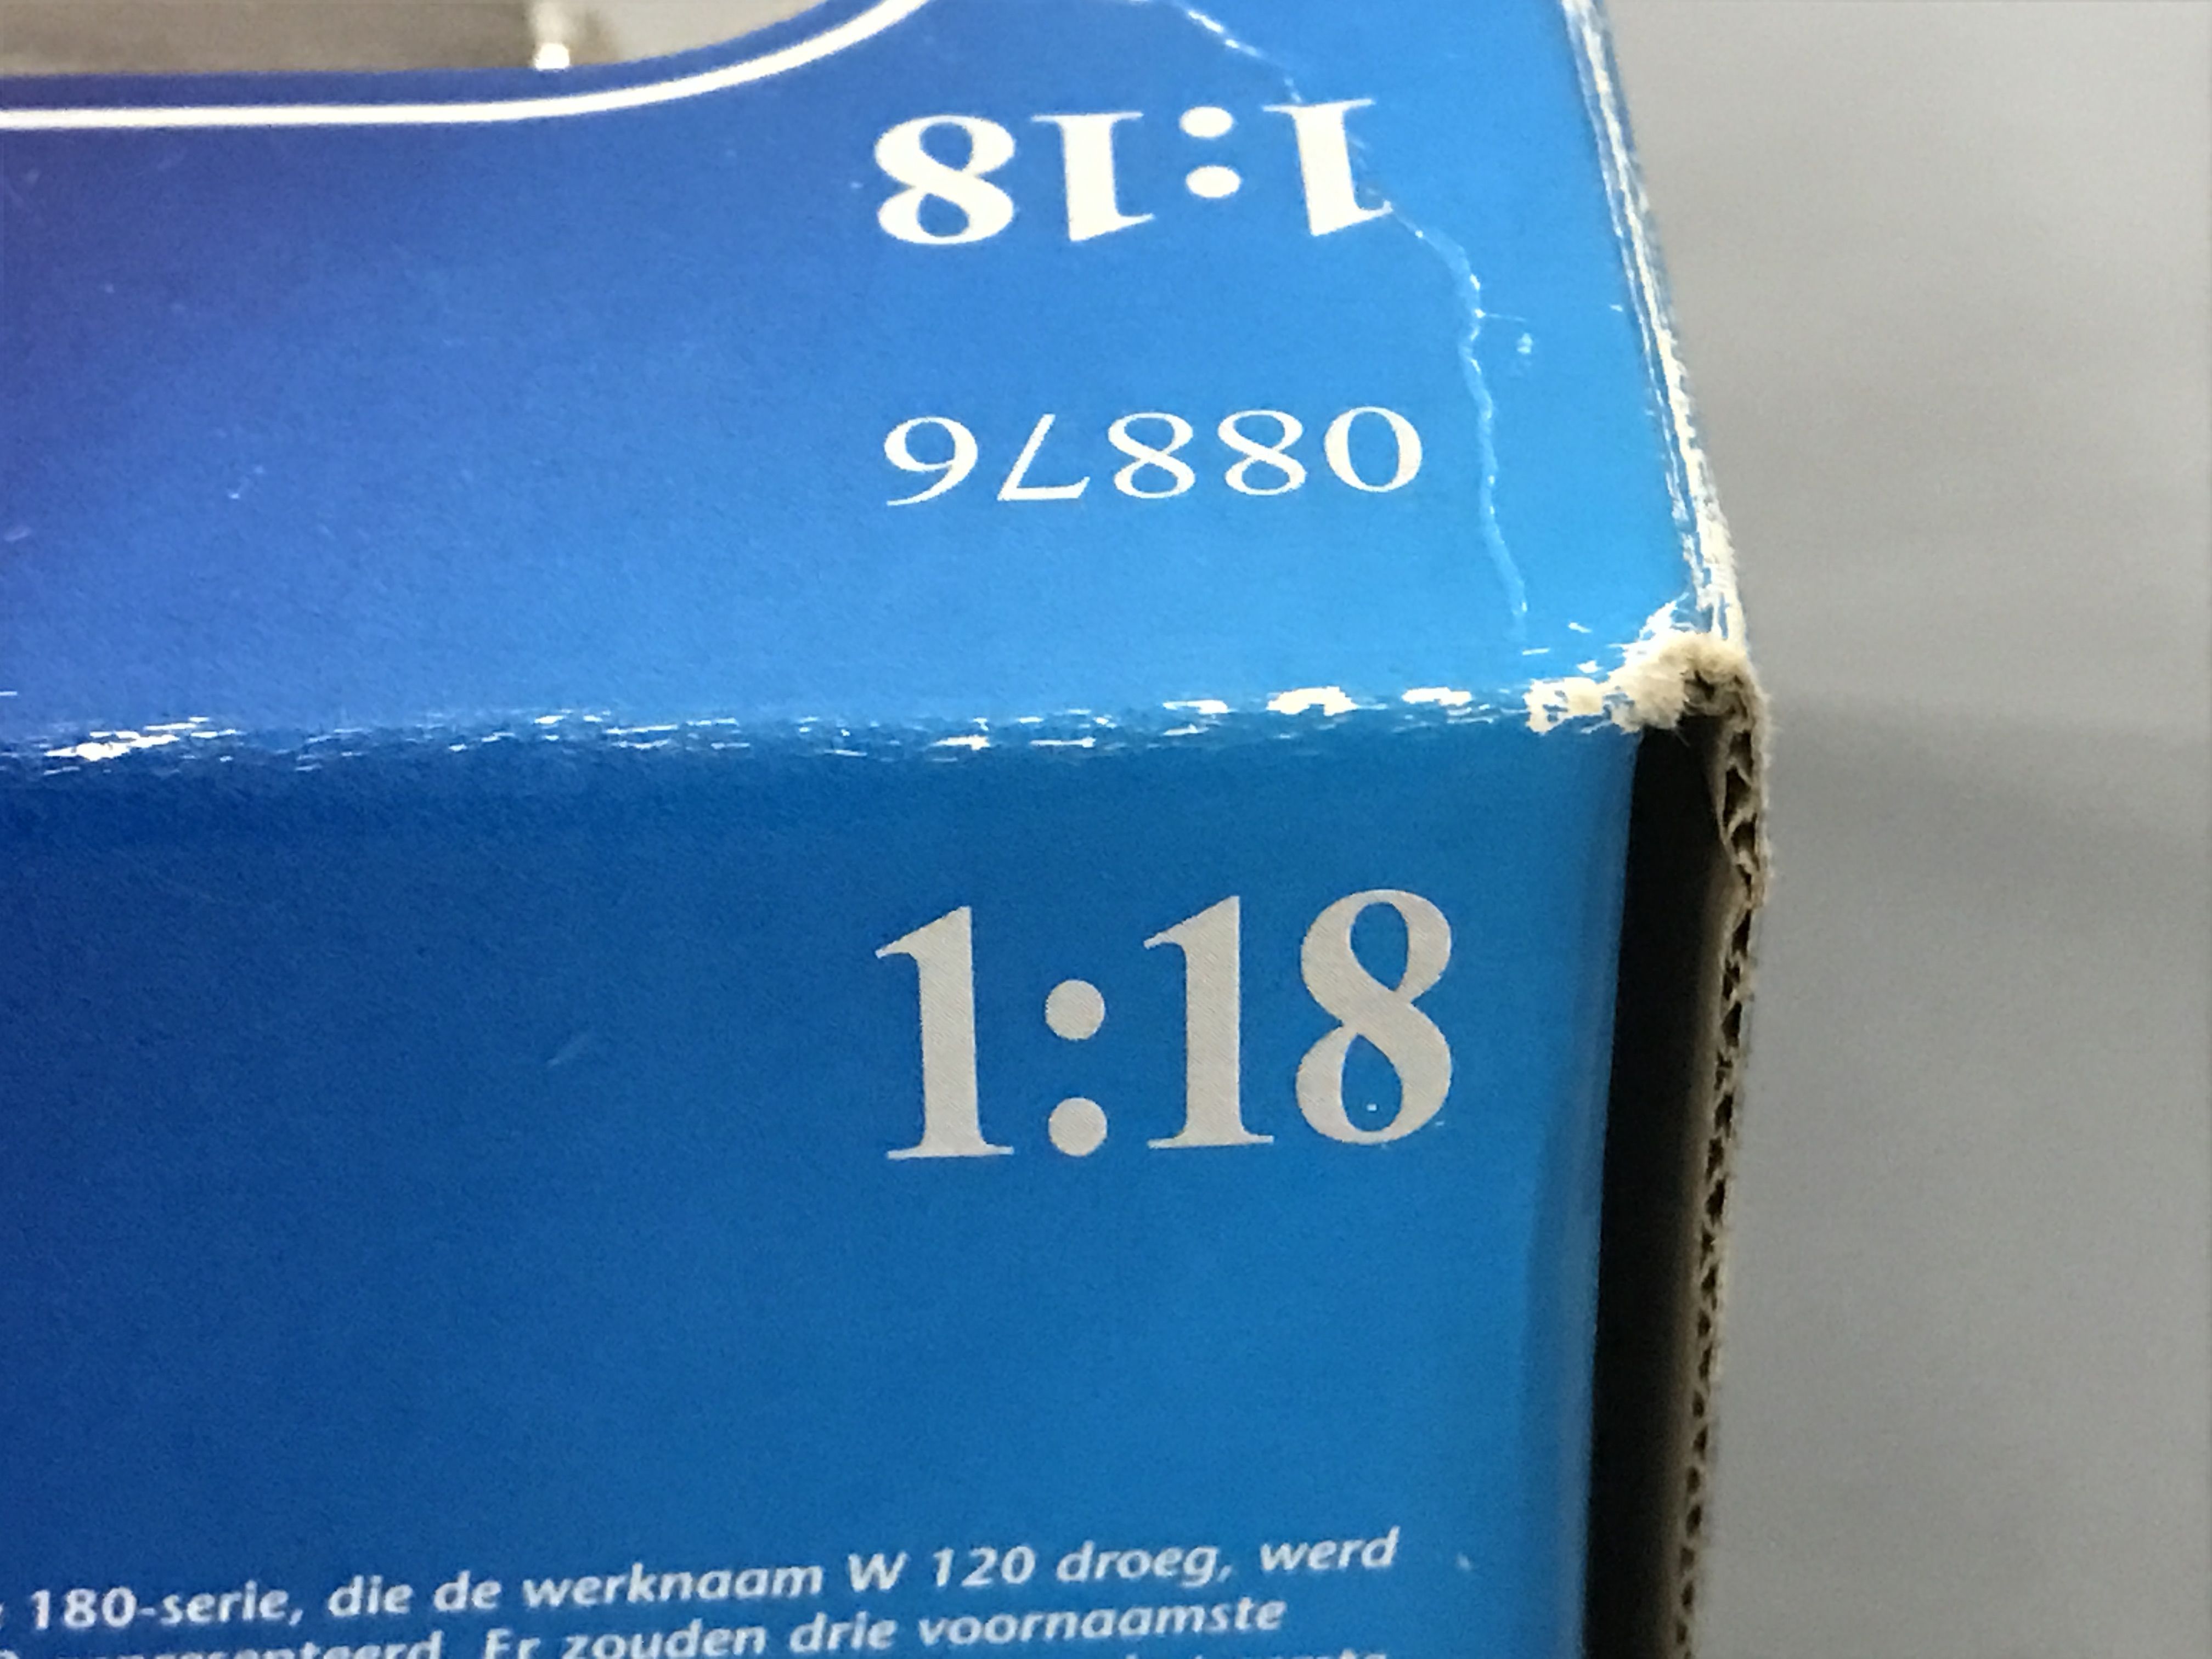 1:18
08876
1:18
180-serie, die de werknaam W 120 droeg, werd
Er zouden drie voornaamste